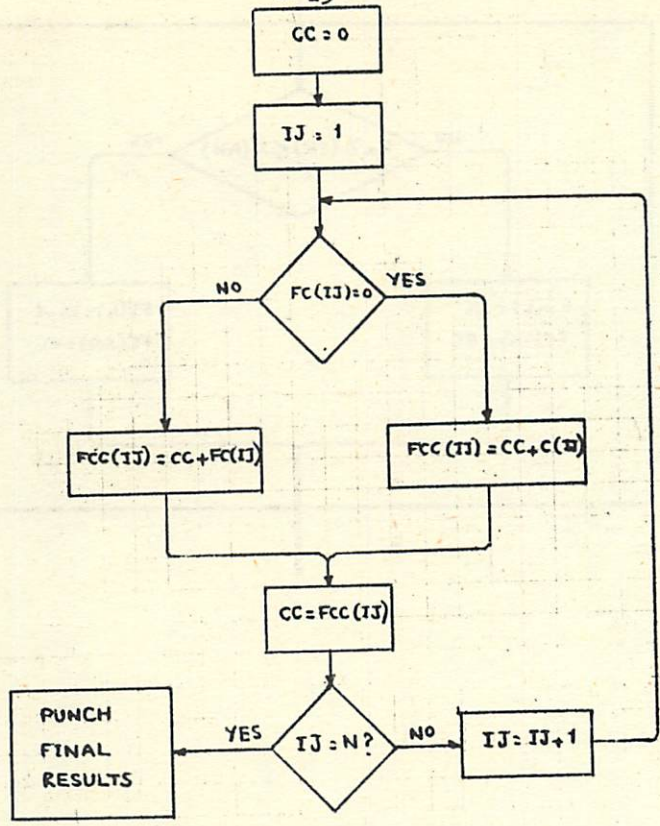 CC = 0
IJ = 1
FC(IJ)=0
NO
YES
FCC(IJ)=CC+FC(IJ)
FCC(IJ)=CC+C(IJ)
CC=FCC(IJ)
IJ=N?
YES
NO
IJ=IJ+1
PUNCH
FINAL
RESULTS